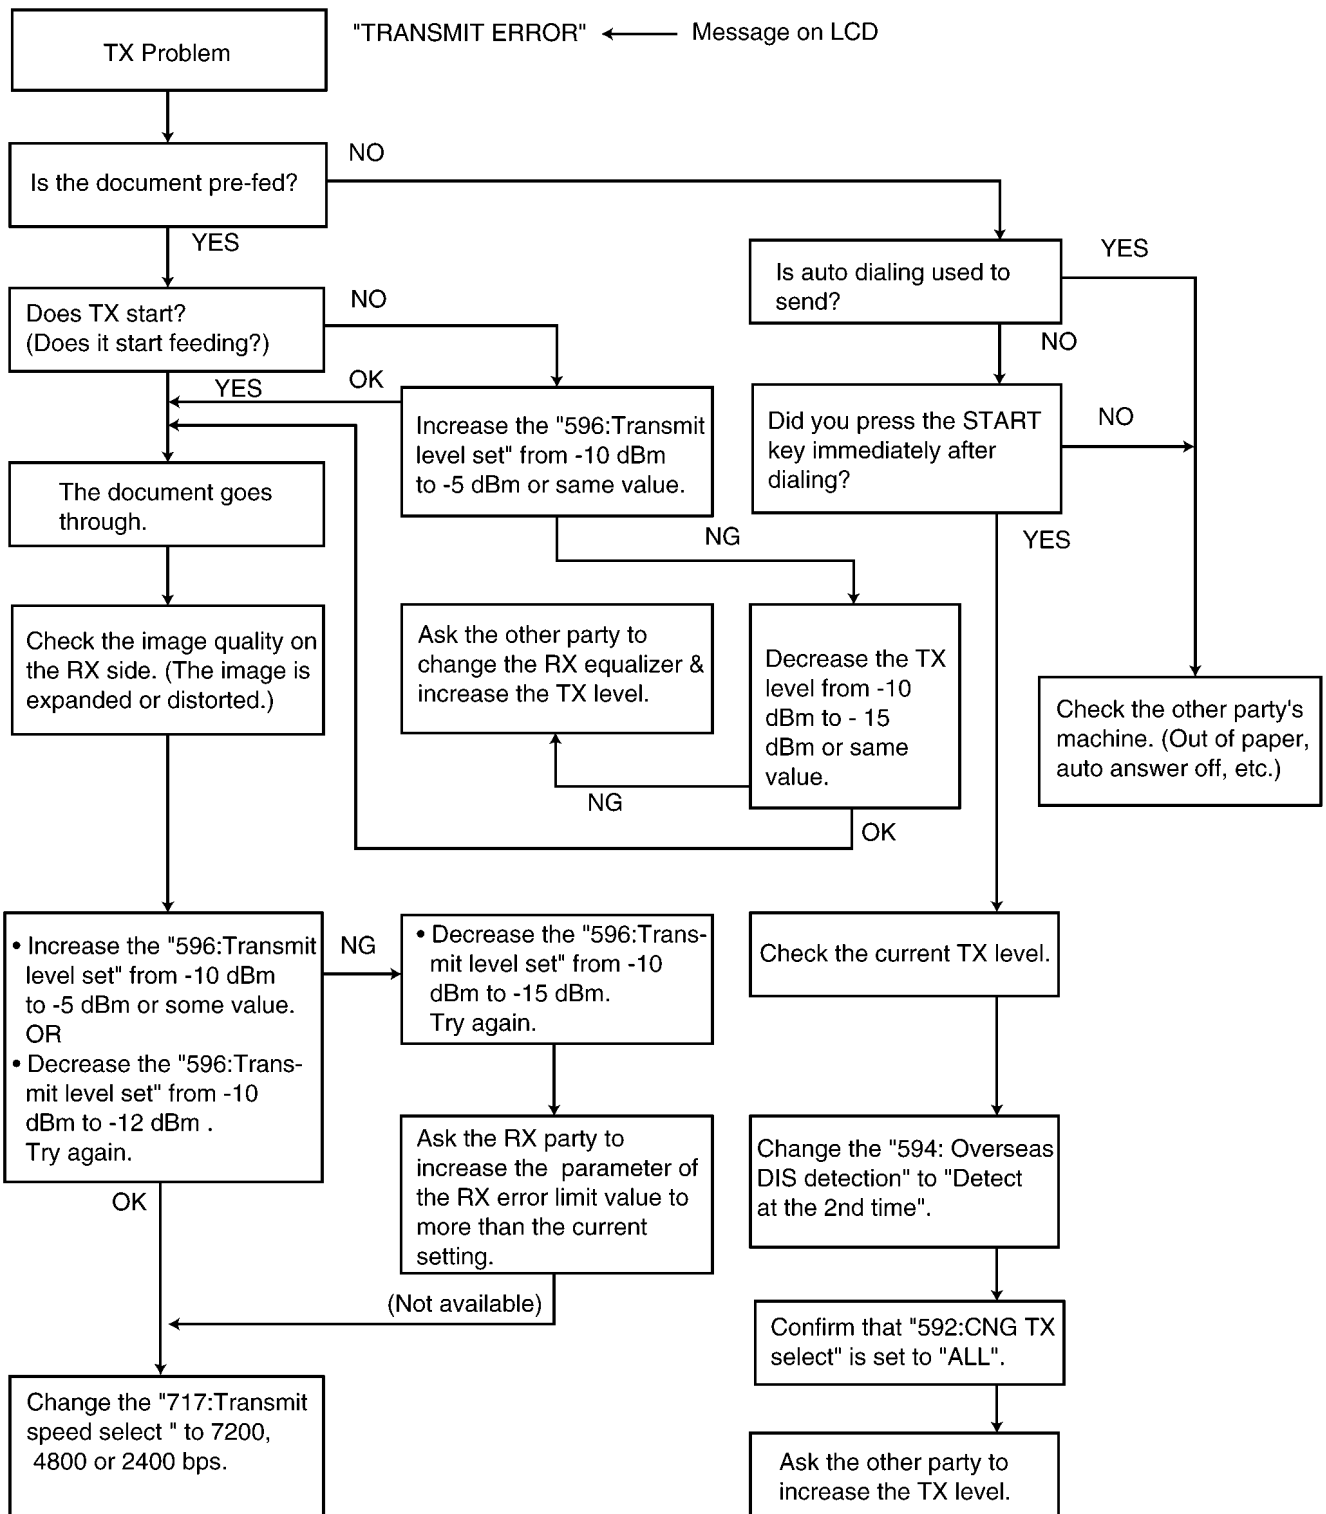 TX Problem
"TRANSMIT ERROR"
Message on LCD
Is the document pre-fed?
NO
YES
Is auto dialing used to
send?
YES
NO
Does TX start?
(Does it start feeding?)
NO
YES
OK
Increase the "596:Transmit
level set" from -10 dBm
to -5 dBm or same value.
NG
Did you press the START
key immediately after
dialing?
NO
YES
The document goes
through.
Check the image quality on
the RX side. (The image is
expanded or distorted.)
Ask the other party to
change the RX equalizer &
increase the TX level.
Decrease the TX
level from -10
dBm to - 15
dBm or same
value.
NG
OK
Check the other party's
machine. (Out of paper,
auto answer off, etc.)
• Increase the "596:Transmit
level set" from -10 dBm
to -5 dBm or some value.
OR
• Decrease the "596:Trans-
mit level set" from -10
dBm to -12 dBm .
Try again.
NG
OK
• Decrease the "596:Trans-
mit level set" from -10
dBm to -15 dBm.
Try again.
Ask the RX party to
increase the parameter of
the RX error limit value to
more than the current
setting.
(Not available)
Change the "717:Transmit
speed select " to 7200,
4800 or 2400 bps.
Check the current TX level.
Change the "594: Overseas
DIS detection" to "Detect
at the 2nd time".
Confirm that "592:CNG TX
select" is set to "ALL".
Ask the other party to
increase the TX level.